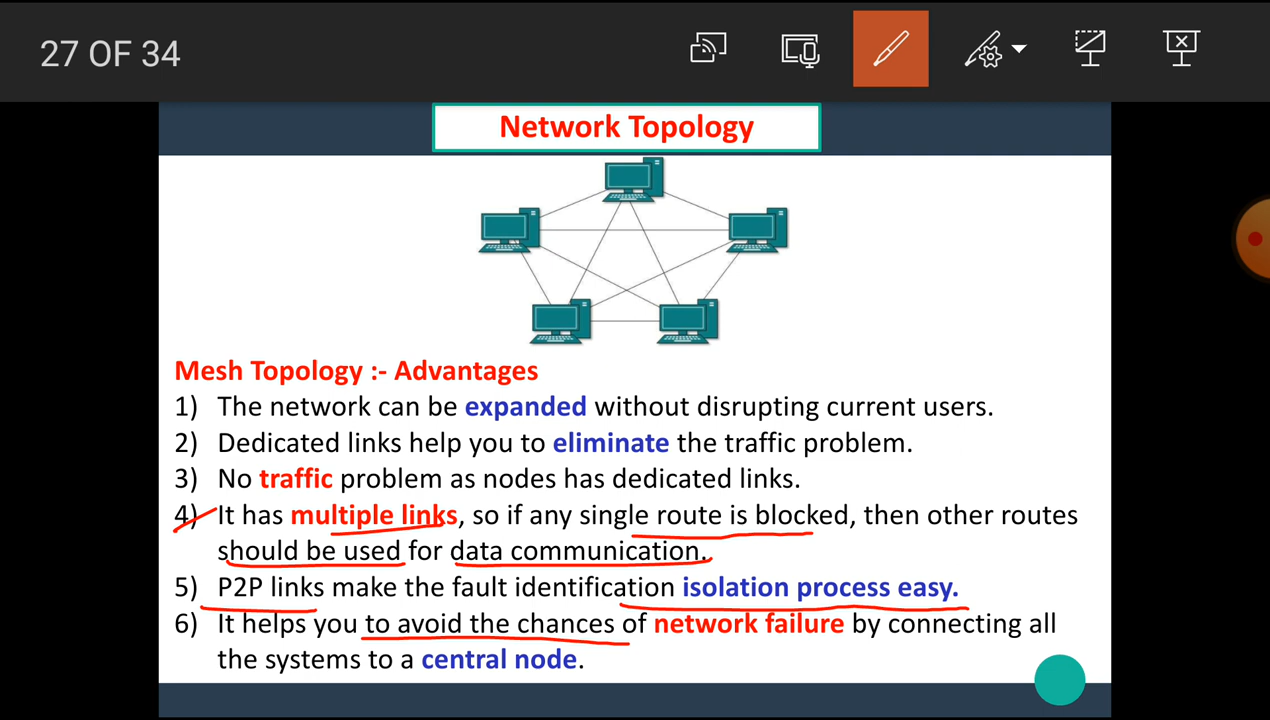 27 OF 34
Network Topology
Mesh Topology :- Advantages
1) The network can be expanded without disrupting current users.
2) Dedicated links help you to eliminate the traffic problem.
3) No traffic problem as nodes has dedicated links.
4) It has multiple links, so if any single route is blocked, then other routes
should be used for data communication.
5) P2P links make the fault identification isolation process easy.
6) It helps you to avoid the chances of network failure by connecting all
the systems to a central node.